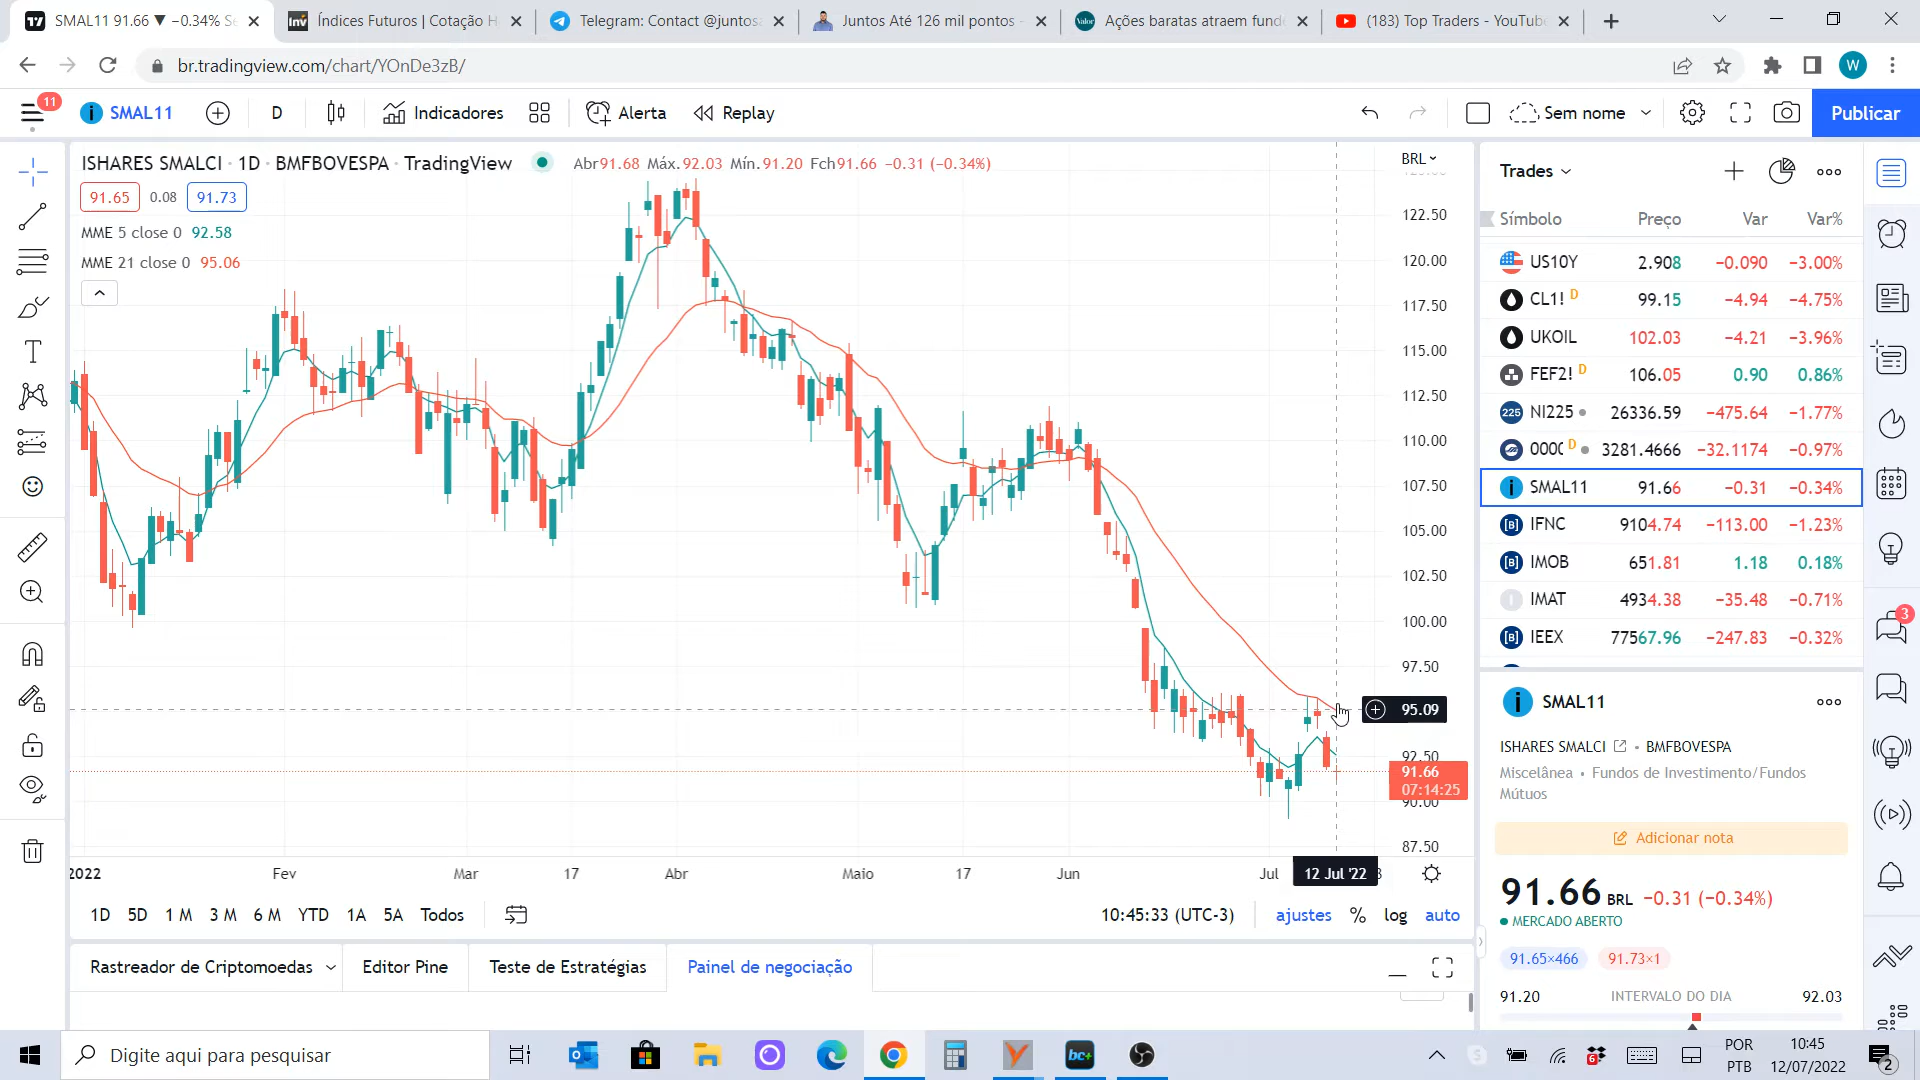 SMAL11 91.66 ▼ −0.34% Se
Índices Futuros | Cotação H
Telegram: Contact @juntosa
Juntos Até 126 mil pontos -
Ações baratas atraem fund
(183) Top Traders - YouTube
br.tradingview.com/chart/YOnDe3zB/
W
11
SMAL11
D
Indicadores
Alerta
Replay
Sem nome
Publicar
ISHARES SMALCI · 1D · BMFBOVESPA · TradingView
Abr91.68 Máx.92.03 Mín.91.20 Fch91.66 −0.31 (−0.34%)
BRL
91.65 0.08 91.73
MME 5 close 0 92.58
MME 21 close 0 95.06
122.50
120.00
117.50
115.00
112.50
110.00
107.50
105.00
102.50
100.00
97.50
95.09
92.50
91.66
07:14:25
90.00
87.50
2022 Fev Mar 17 Abr Maio 17 Jun Jul 12 Jul '22
1D 5D 1 M 3 M 6 M YTD 1A 5A Todos
10:45:33 (UTC-3)
ajustes % log auto
Rastreador de Criptomoedas
Editor Pine
Teste de Estratégias
Painel de negociação
Trades
Símbolo Preço Var Var%
US10Y 2.908 −0.090 −3.00%
CL1! D 99.15 −4.94 −4.75%
UKOIL 102.03 −4.21 −3.96%
FEF2! D 106.05 0.90 0.86%
225 NI225 26336.59 −475.64 −1.77%
000( D 3281.4666 −32.1174 −0.97%
SMAL11 91.66 −0.31 −0.34%
[B] IFNC 9104.74 −113.00 −1.23%
[B] IMOB 651.81 1.18 0.18%
IMAT 4934.38 −35.48 −0.71%
[B] IEEX 77567.96 −247.83 −0.32%
3
SMAL11
ISHARES SMALCI • BMFBOVESPA
Miscelânea • Fundos de Investimento/Fundos
Mútuos
Adicionar nota
91.66 BRL −0.31 (−0.34%)
MERCADO ABERTO
91.65×466 91.73×1
91.20 INTERVALO DO DIA 92.03
Digite aqui para pesquisar
bc+
6
POR
PTB
10:45
12/07/2022
2